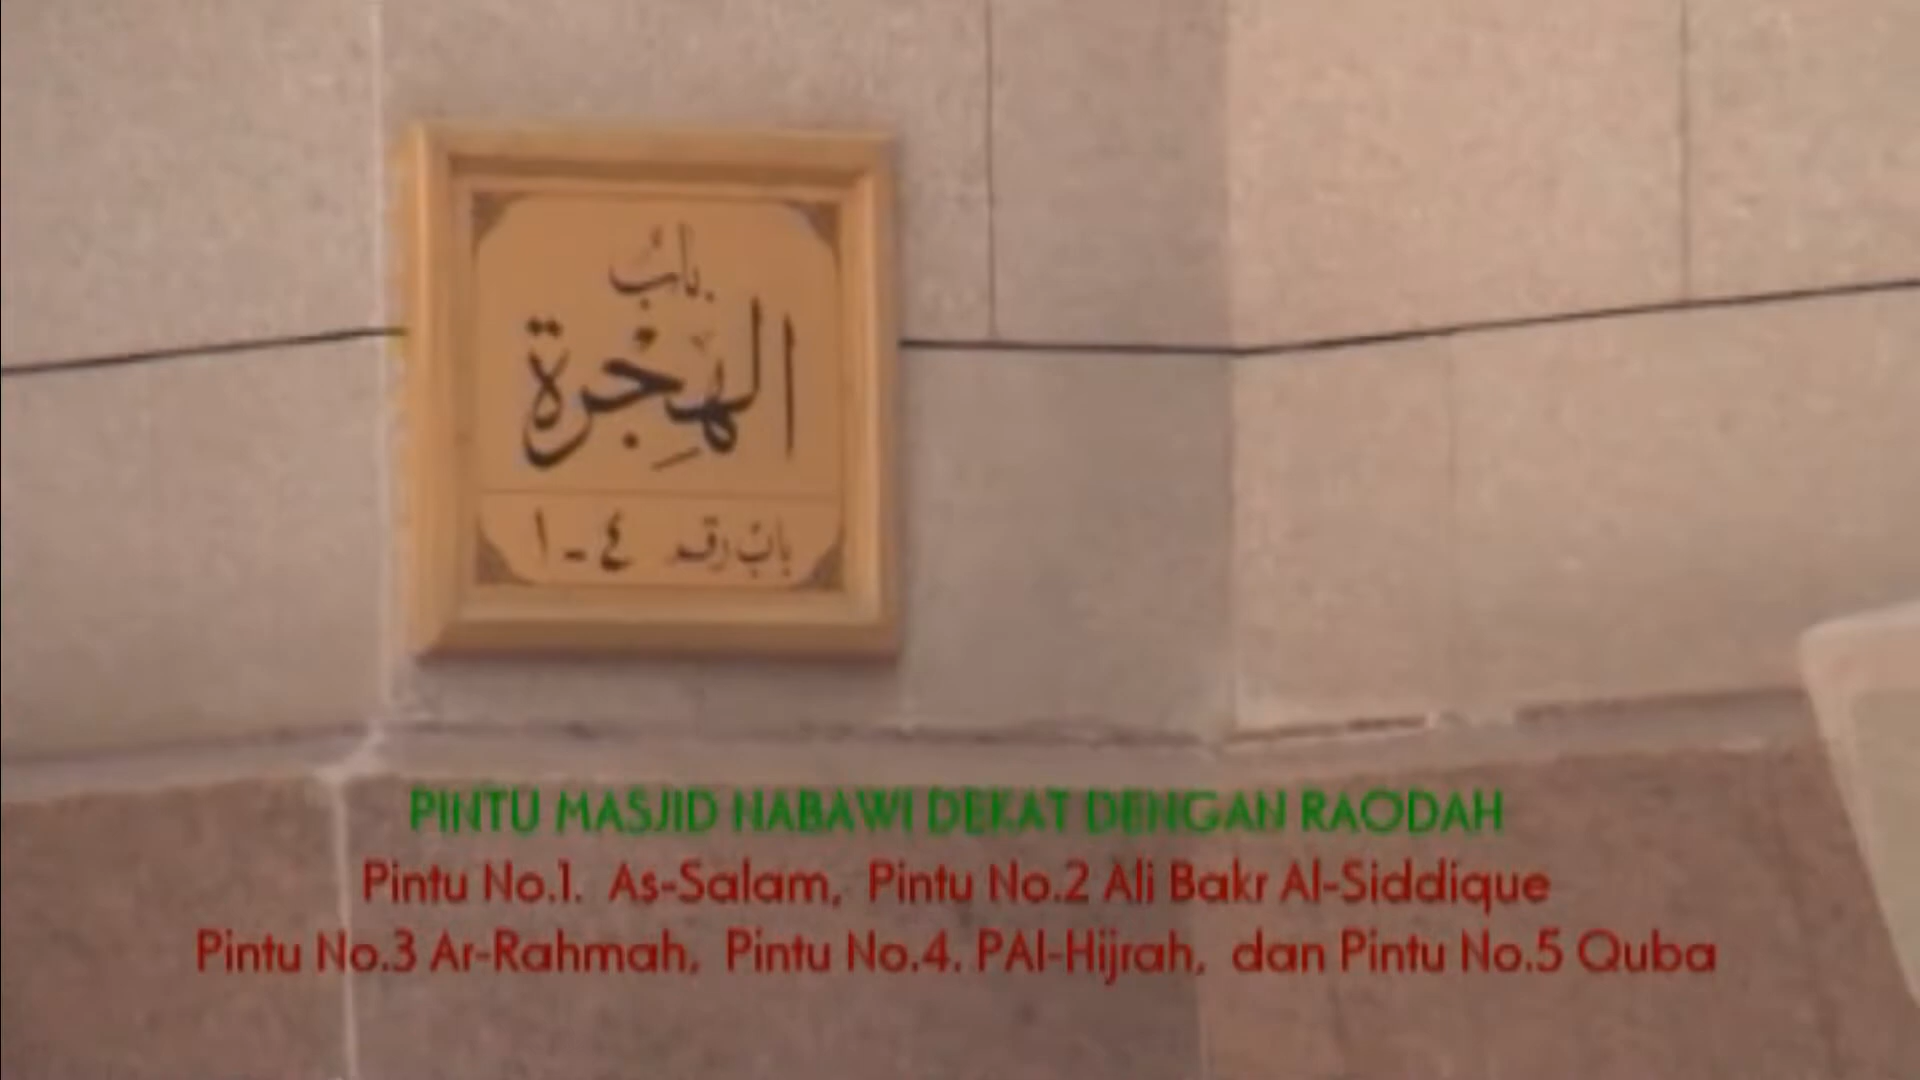 بابُ
الهِجْرة
بابُ رقم ٤ - ١
PINTU MASJID NABAWI DEKAT DENGAN RAODAH
Pintu No.1. As-Salam, Pintu No.2 Ali Bakr Al-Siddique
Pintu No.3 Ar-Rahmah, Pintu No.4. PAl-Hijrah, dan Pintu No.5 Quba